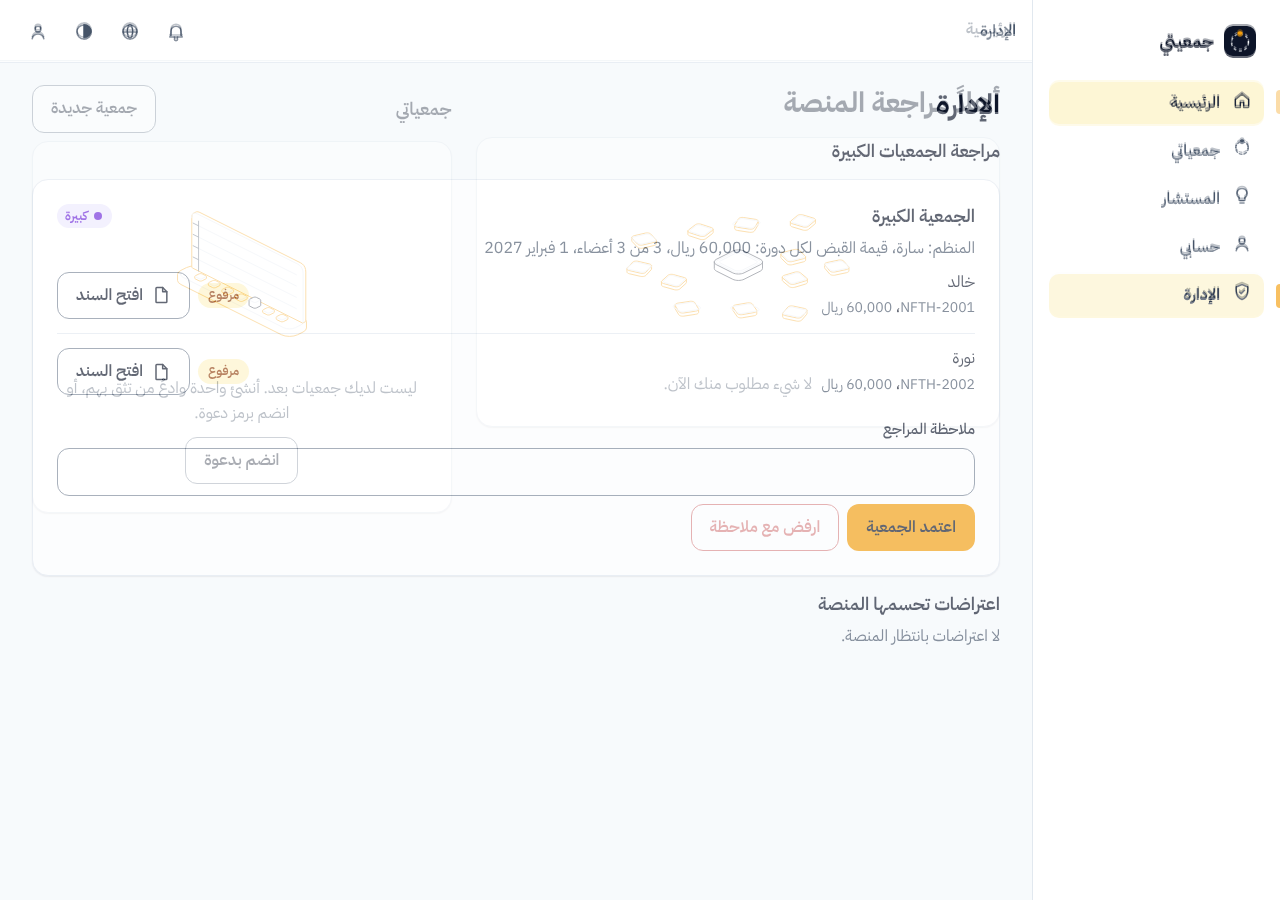 جمعيتي
الرئيسية
جمعياتي
المستشار
حسابي
الإدارة
الإدارة
الإدارة
مراجعة المنصة
مراجعة الجمعيات الكبيرة
جمعياتي
جمعية جديدة
الجمعية الكبيرة
كبيرة
المنظم: سارة، قيمة القبض لكل دورة: 60,000 ريال، 3 من 3 أعضاء، 1 فبراير 2027
خالد
NFTH-2001، 60,000 ريال
مرفوع
افتح السند
نورة
NFTH-2002، 60,000 ريال
مرفوع
افتح السند
لا شيء مطلوب منك الآن.
ليست لديك جمعيات بعد. أنشئ واحدة وادعُ من تثق بهم، أو
انضم برمز دعوة.
انضم بدعوة
ملاحظة المراجع
اعتمد الجمعية
ارفض مع ملاحظة
اعتراضات تحسمها المنصة
لا اعتراضات بانتظار المنصة.